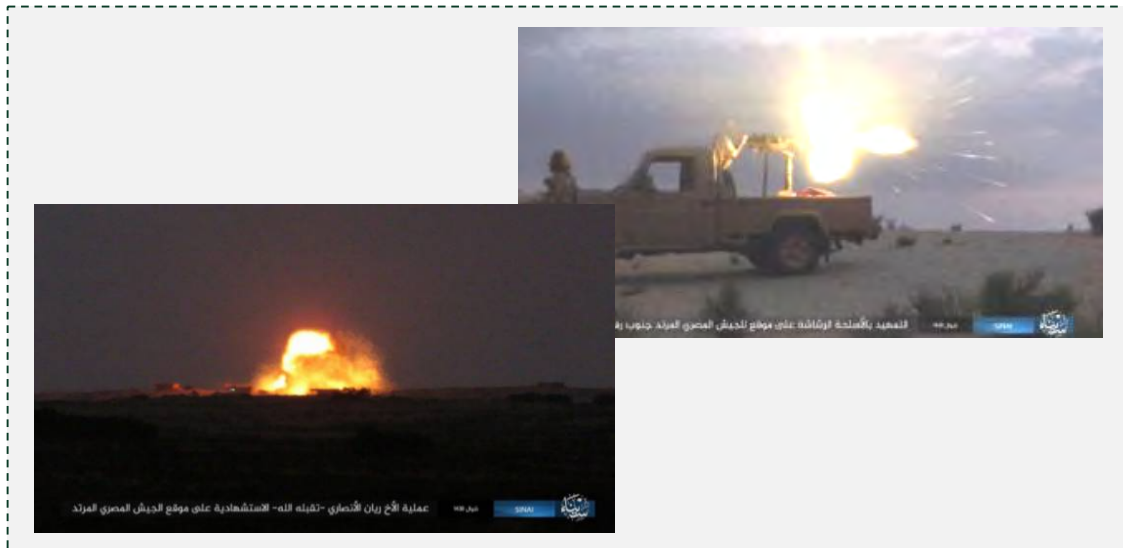 التمهيد بالأسلحة الرشاشة على موقع للجيش المصري المرتد جنوب
SINAI
عملية الأخ ريان الأنصاري -تقبله الله- الاستشهادية على موقع الجيش المصري المرتد
SINAI